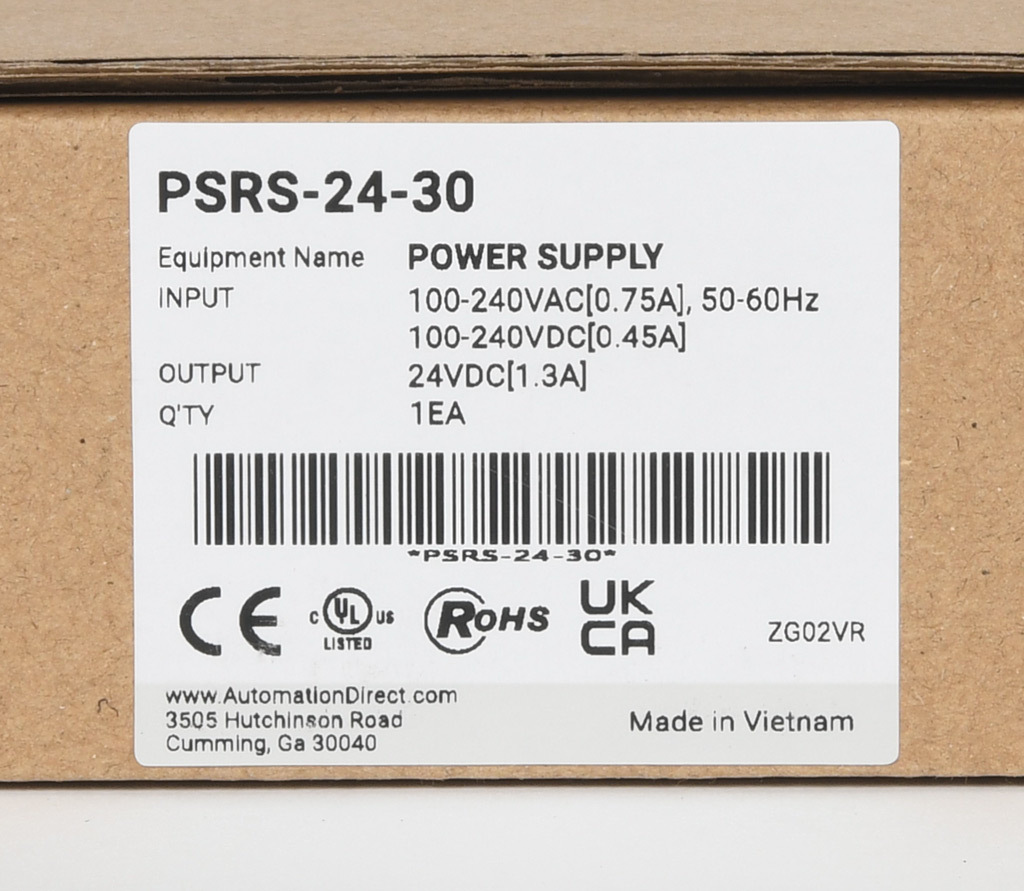 PSRS-24-30
Equipment Name POWER SUPPLY
INPUT 100-240VAC[0.75A], 50-60Hz
100-240VDC[0.45A]
OUTPUT 24VDC[1.3A]
Q'TY 1EA
*PSRS-24-30*
CE C UL US LISTED RoHS UK CA
ZG02VR
www.AutomationDirect.com
3505 Hutchinson Road
Cumming, Ga 30040
Made in Vietnam